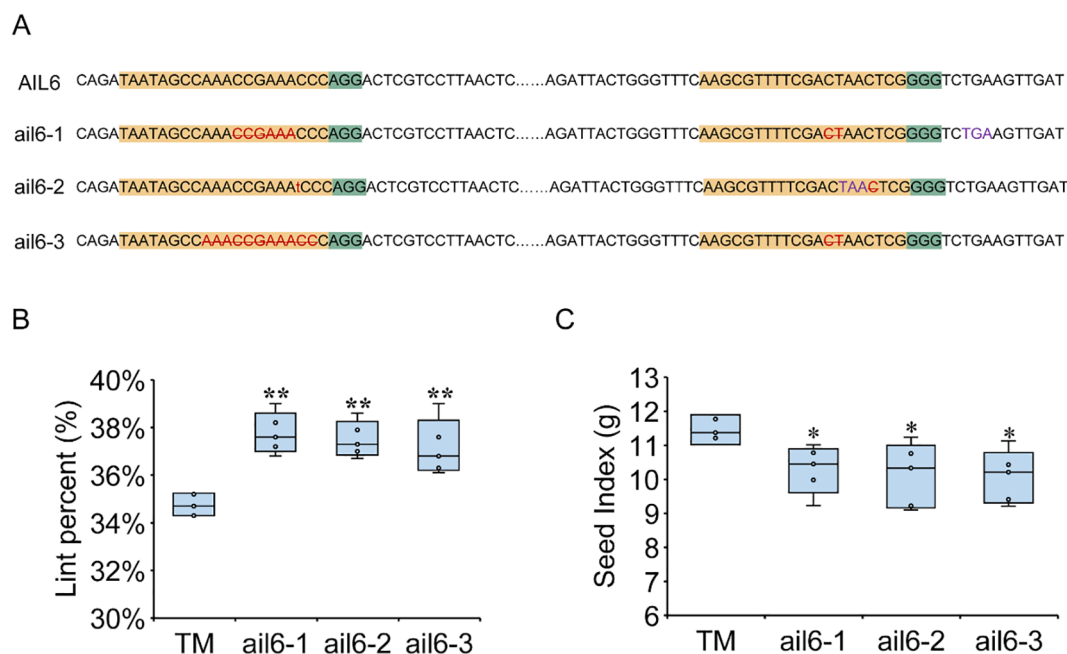 A
AIL6 CAGATAATAGCCAAACCGAAACCCAGGACTCGTCCTTAACTC......AGATTACTGGGTTTCAAGCGTTTTCGACTAACTCGGGGTCTGAAGTTGAT
ail6-1 CAGATAATAGCCAAACCGAAACCCAGGACTCGTCCTTAACTC......AGATTACTGGGTTTCAAGCGTTTTCGACTAACTCGGGGTCTGAAGTTGAT
ail6-2 CAGATAATAGCCAAACCGAAAtCCCAGGACTCGTCCTTAACTC......AGATTACTGGGTTTCAAGCGTTTTCGACTAACTCGGGGTCTGAAGTTGAT
ail6-3 CAGATAATAGCCAAACCGAAACCCAGGACTCGTCCTTAACTC......AGATTACTGGGTTTCAAGCGTTTTCGACTAACTCGGGGTCTGAAGTTGAT
B
Lint percent (%)
40%
38%
36%
34%
32%
30%
** ** **
TM ail6-1 ail6-2 ail6-3
C
Seed Index (g)
13
12
11
10
9
8
7
6
* * *
TM ail6-1 ail6-2 ail6-3